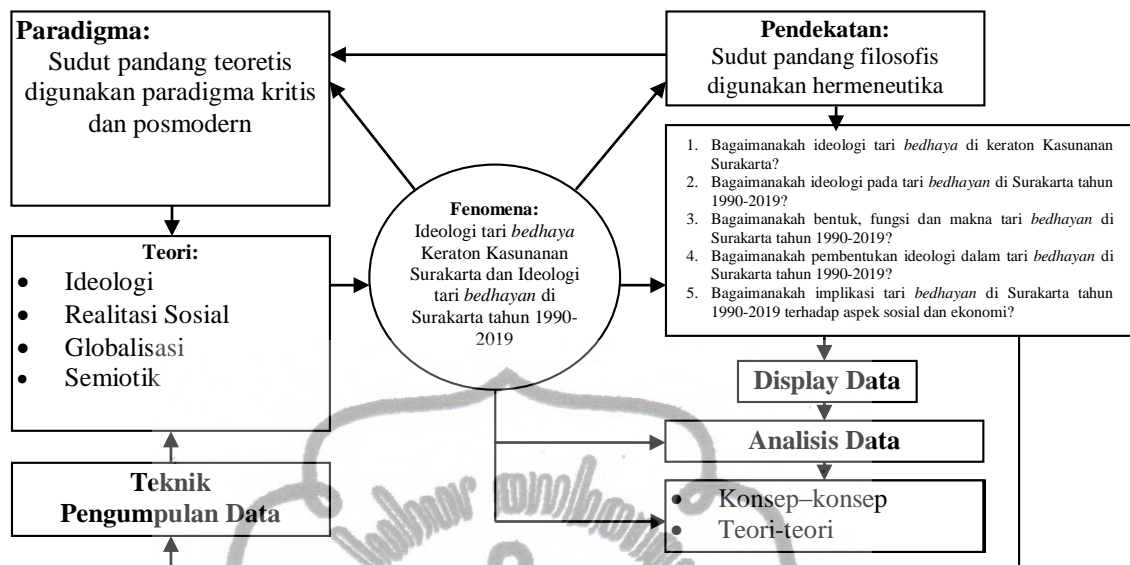 Paradigma:
Sudut pandang teoretis
digunakan paradigma kritis
dan posmodern
Pendekatan:
Sudut pandang filosofis
digunakan hermeneutika
1. Bagaimanakah ideologi tari bedhaya di keraton Kasunanan
Surakarta?
2. Bagaimanakah ideologi pada tari bedhayan di Surakarta tahun
1990-2019?
3. Bagaimanakah bentuk, fungsi dan makna tari bedhayan di
Surakarta tahun 1990-2019?
4. Bagaimanakah pembentukan ideologi dalam tari bedhayan di
Surakarta tahun 1990-2019?
5. Bagaimanakah implikasi tari bedhayan di Surakarta tahun
1990-2019 terhadap aspek sosial dan ekonomi?
Fenomena:
Ideologi tari bedhaya
Keraton Kasunanan
Surakarta dan Ideologi
tari bedhayan di
Surakarta tahun 1990-
2019
Teori:
• Ideologi
• Realitasi Sosial
• Globalisasi
• Semiotik
Display Data
Analisis Data
• Konsep–konsep
• Teori-teori
Teknik
Pengumpulan Data